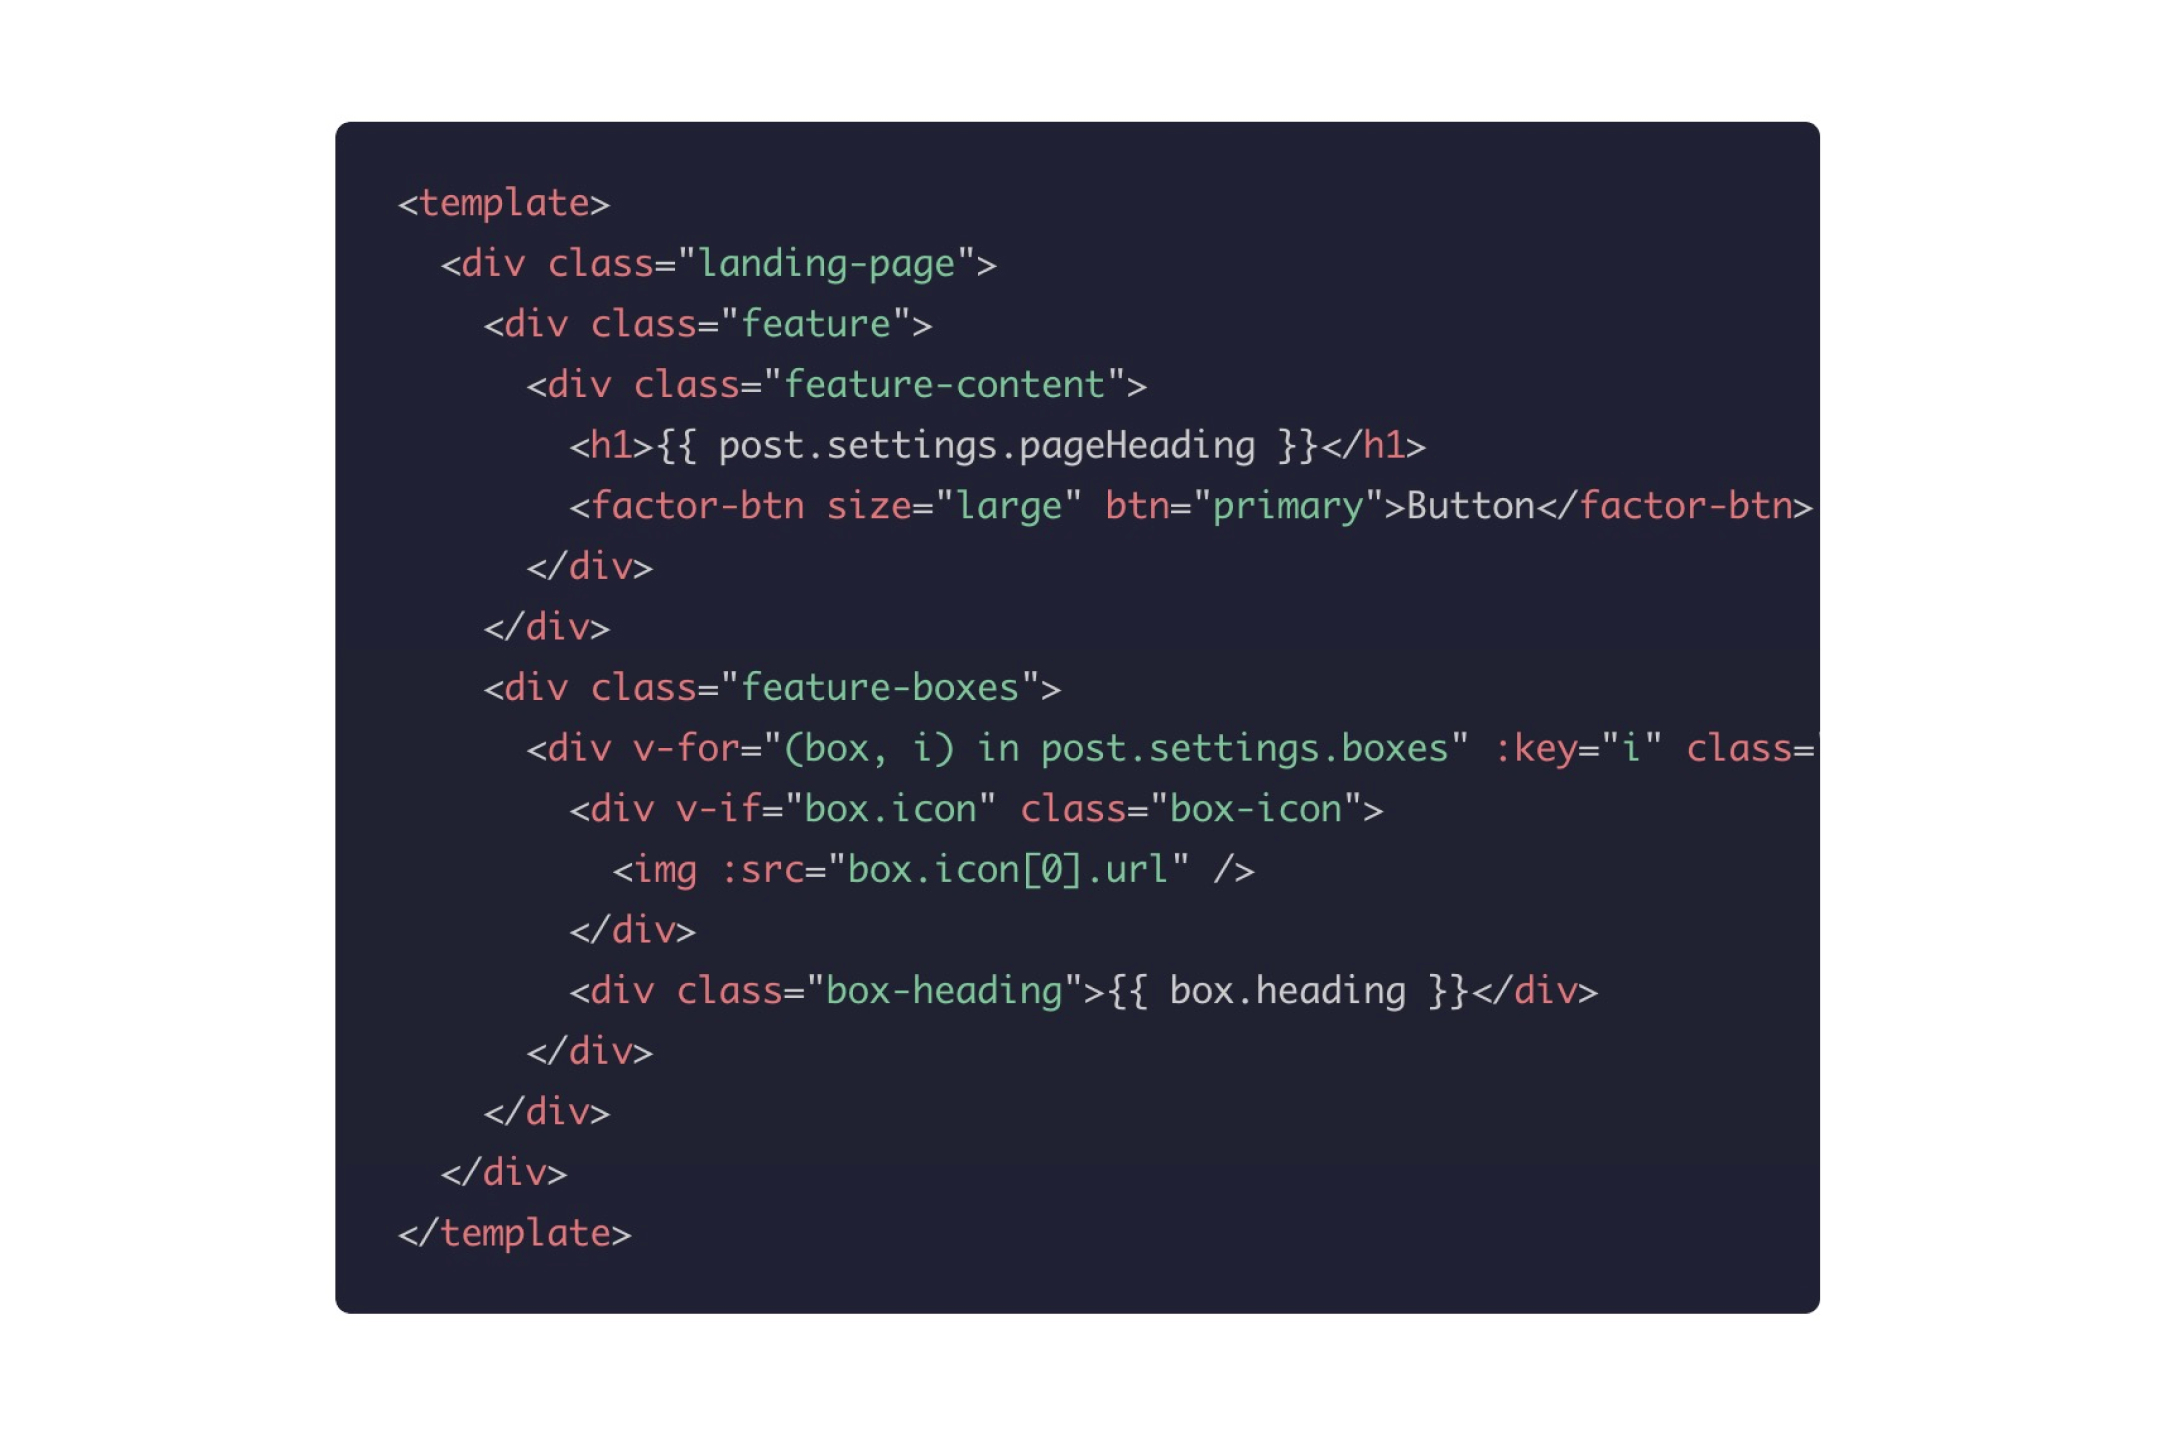 <template>
<div class="landing-page">
<div class="feature">
<div class="feature-content">
<h1>{{ post.settings.pageHeading }}</h1>
<factor-btn size="large" btn="primary">Button</factor-btn>
</div>
</div>
<div class="feature-boxes">
<div v-for="(box, i) in post.settings.boxes" :key="i" class=
<div v-if="box.icon" class="box-icon">
<img :src="box.icon[0].url" />
</div>
<div class="box-heading">{{ box.heading }}</div>
</div>
</div>
</div>
</template>